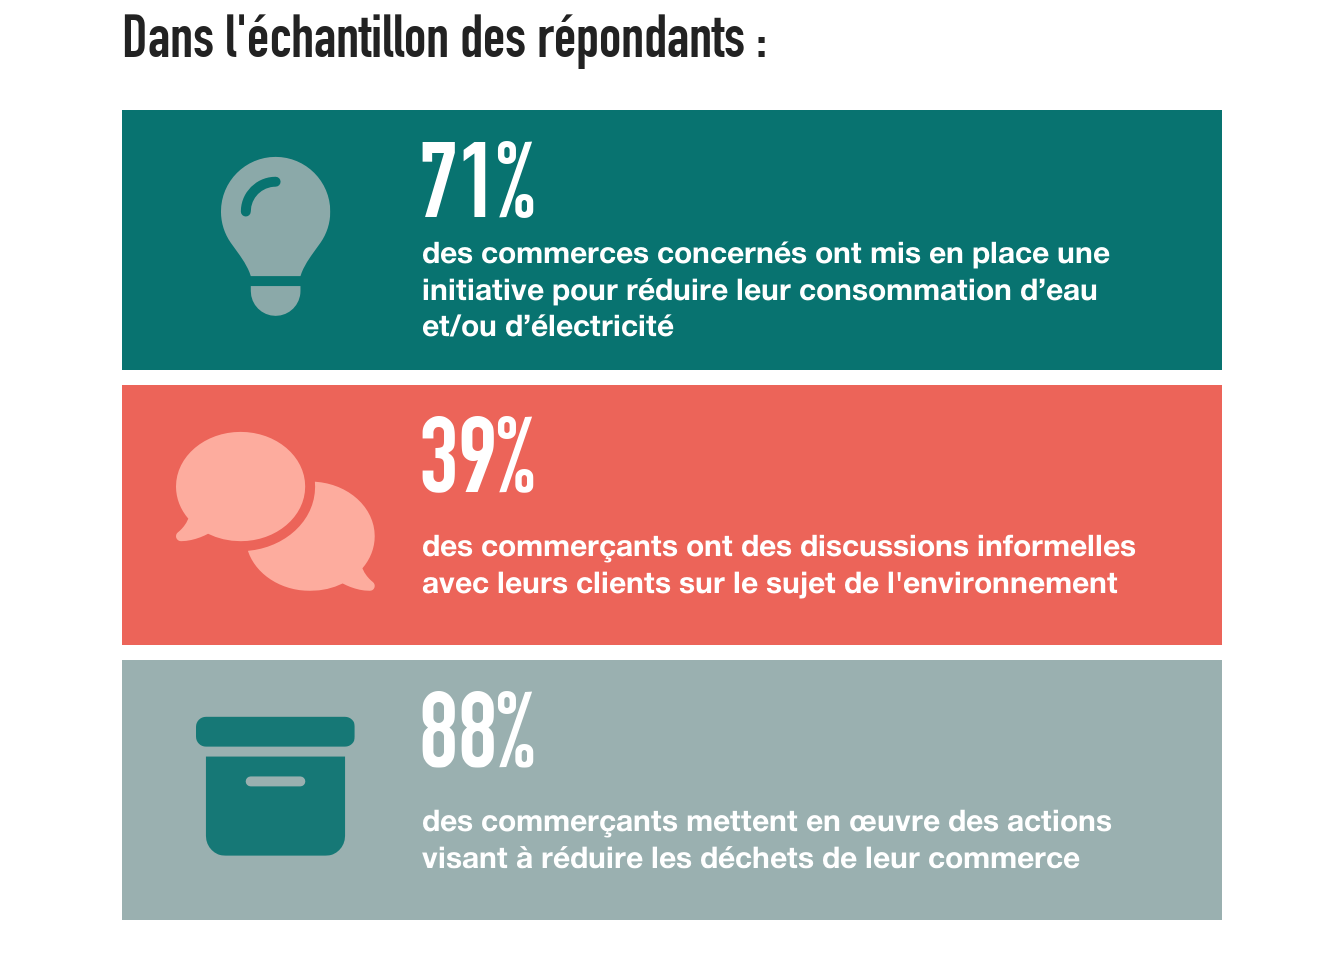 Dans l'échantillon des répondants :
71%
des commerces concernés ont mis en place une
initiative pour réduire leur consommation d’eau
et/ou d’électricité
39%
des commerçants ont des discussions informelles
avec leurs clients sur le sujet de l'environnement
88%
des commerçants mettent en œuvre des actions
visant à réduire les déchets de leur commerce